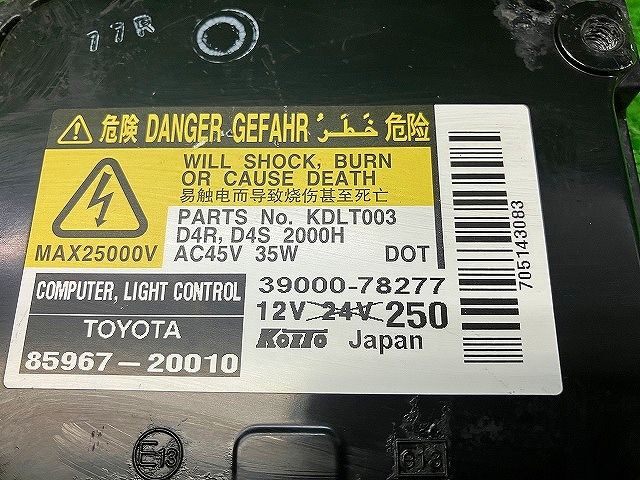 11R
危険 DANGER GEFAHR خَطَرٌ 危险
WILL SHOCK, BURN
OR CAUSE DEATH
易触电而导致烧伤甚至死亡
MAX25000V
PARTS No. KDLT003
D4R, D4S 2000H
AC45V 35W DOT
COMPUTER, LIGHT CONTROL
TOYOTA
85967-20010
39000-78277
12V 24V 250
KOITO Japan
705143083
E13